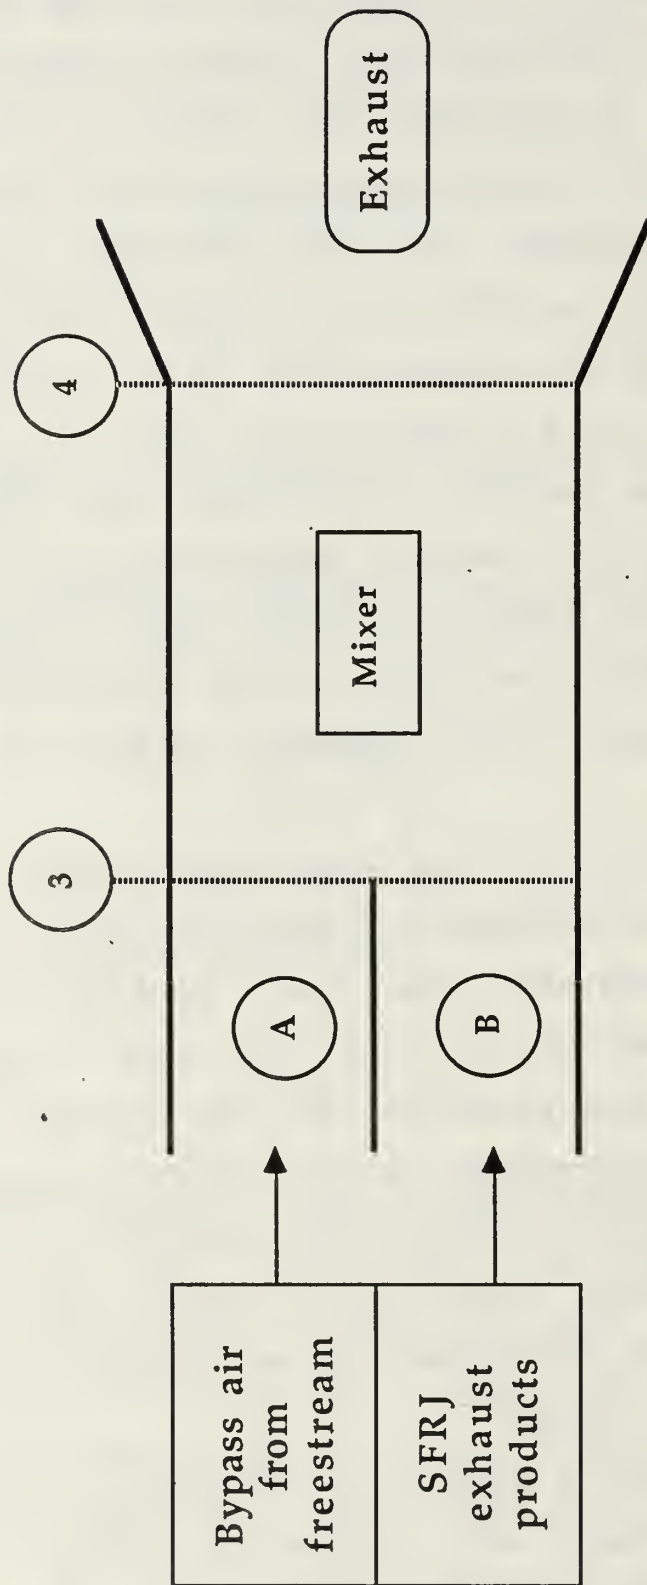 3
4
Bypass air
from
freestream
A
SFRJ
exhaust
products
B
Mixer
Exhaust